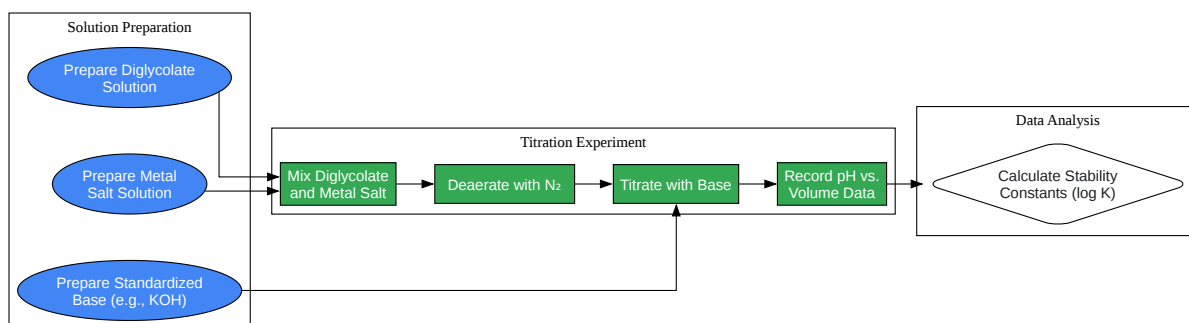 Solution Preparation
Prepare Diglycolate
Solution
Prepare Metal
Salt Solution
Prepare Standardized
Base (e.g., KOH)
Titration Experiment
Mix Diglycolate
and Metal Salt
Deaerate with N₂
Titrate with Base
Record pH vs.
Volume Data
Data Analysis
Calculate Stability
Constants (log K)